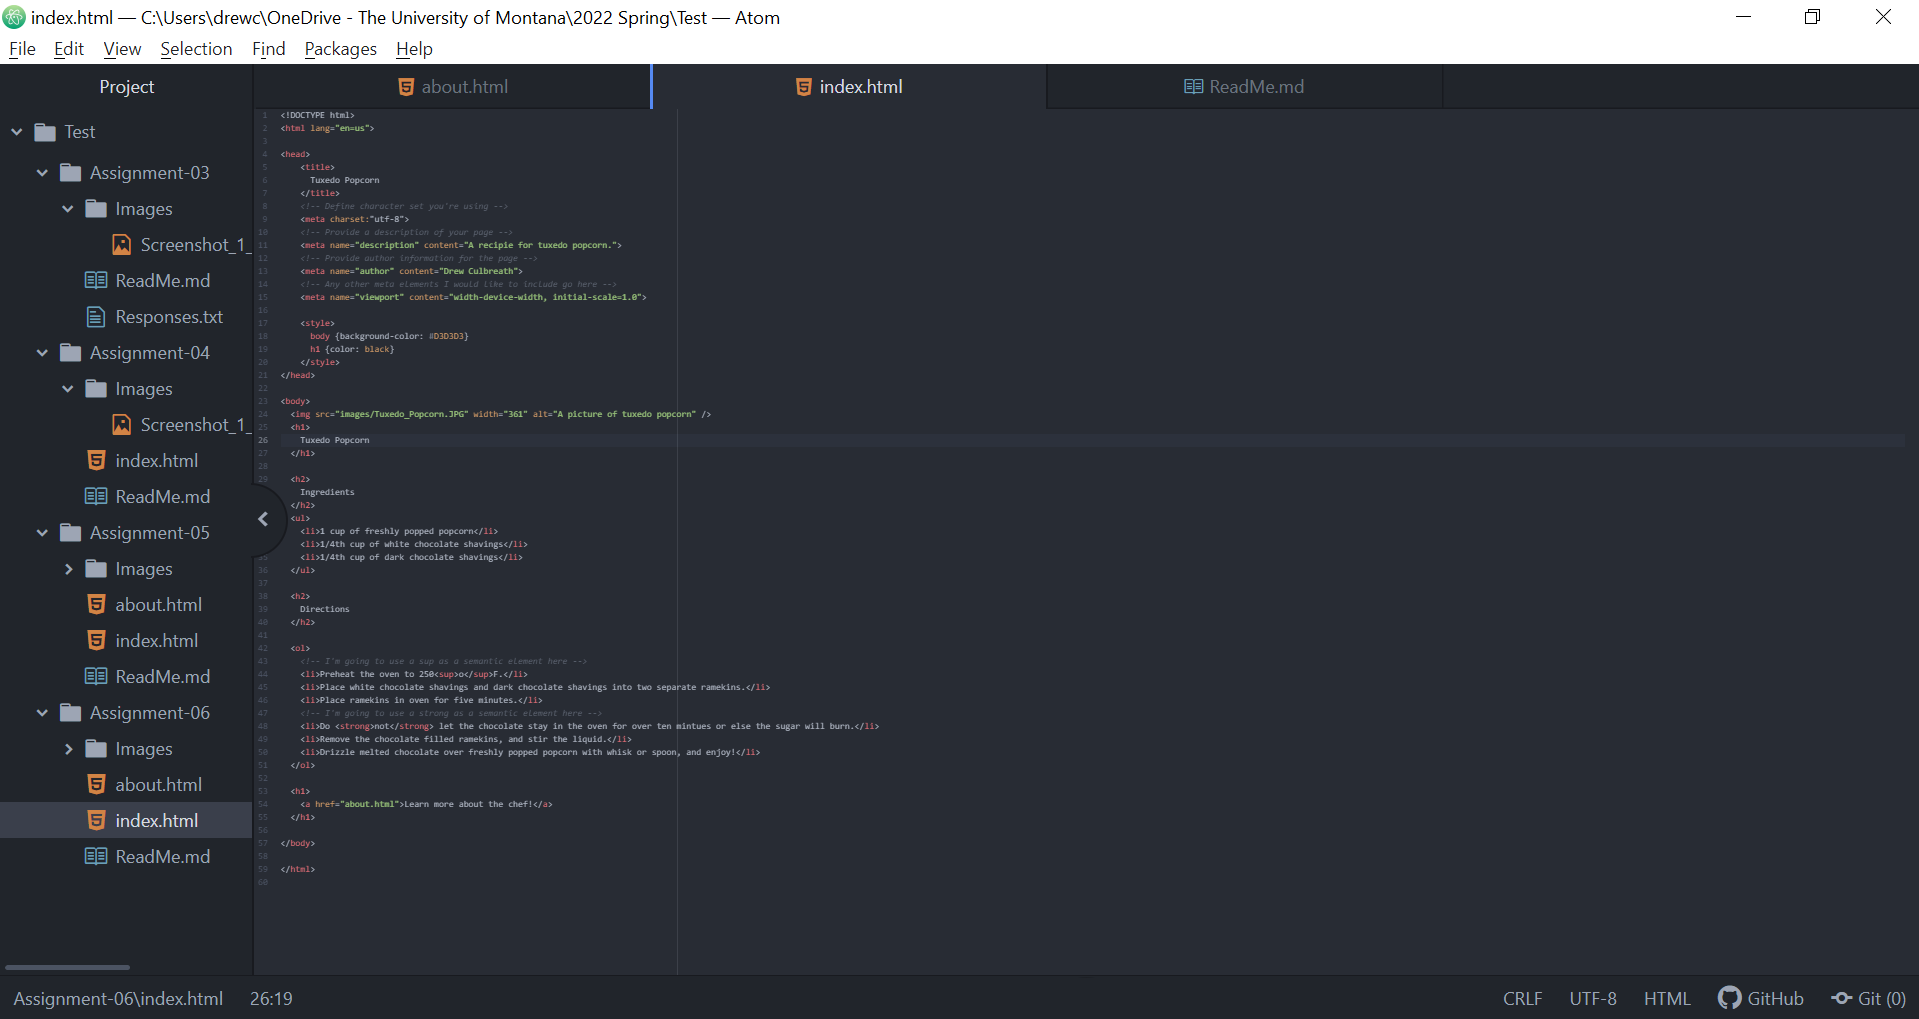 index.html — C:\Users\drewc\OneDrive - The University of Montana\2022 Spring\Test — Atom
File Edit View Selection Find Packages Help
Project
about.html
index.html
ReadMe.md
Test
Assignment-03
Images
Screenshot_1_
ReadMe.md
Responses.txt
Assignment-04
Images
Screenshot_1_
index.html
ReadMe.md
Assignment-05
Images
about.html
index.html
ReadMe.md
Assignment-06
Images
about.html
index.html
ReadMe.md
1 <!DOCTYPE html>
2 <html lang="en=us">
3
4 <head>
5 <title>
6 Tuxedo Popcorn
7 </title>
8 <!-- Define character set you're using -->
9 <meta charset:"utf-8">
10 <!-- Provide a description of your page -->
11 <meta name="description" content="A recipie for tuxedo popcorn.">
12 <!-- Provide author information for the page -->
13 <meta name="author" content="Drew Culbreath">
14 <!-- Any other meta elements I would like to include go here -->
15 <meta name="viewport" content="width-device-width, initial-scale=1.0">
16
17 <style>
18 body {background-color: #D3D3D3}
19 h1 {color: black}
20 </style>
21 </head>
22
23 <body>
24 <img src="images/Tuxedo_Popcorn.JPG" width="361" alt="A picture of tuxedo popcorn" />
25 <h1>
26 Tuxedo Popcorn
27 </h1>
28
29 <h2>
Ingredients
</h2>
<ul>
<li>1 cup of freshly popped popcorn</li>
<li>1/4th cup of white chocolate shavings</li>
<li>1/4th cup of dark chocolate shavings</li>
36 </ul>
37
38 <h2>
39 Directions
40 </h2>
41
42 <ol>
43 <!-- I'm going to use a sup as a semantic element here -->
44 <li>Preheat the oven to 250<sup>o</sup>F.</li>
45 <li>Place white chocolate shavings and dark chocolate shavings into two separate ramekins.</li>
46 <li>Place ramekins in oven for five minutes.</li>
47 <!-- I'm going to use a strong as a semantic element here -->
48 <li>Do <strong>not</strong> let the chocolate stay in the oven for over ten mintues or else the sugar will burn.</li>
49 <li>Remove the chocolate filled ramekins, and stir the liquid.</li>
50 <li>Drizzle melted chocolate over freshly popped popcorn with whisk or spoon, and enjoy!</li>
51 </ol>
52
53 <h1>
54 <a href="about.html">Learn more about the chef!</a>
55 </h1>
56
57 </body>
58
59 </html>
60
Assignment-06\index.html 26:19 CRLF UTF-8 HTML GitHub Git (0)